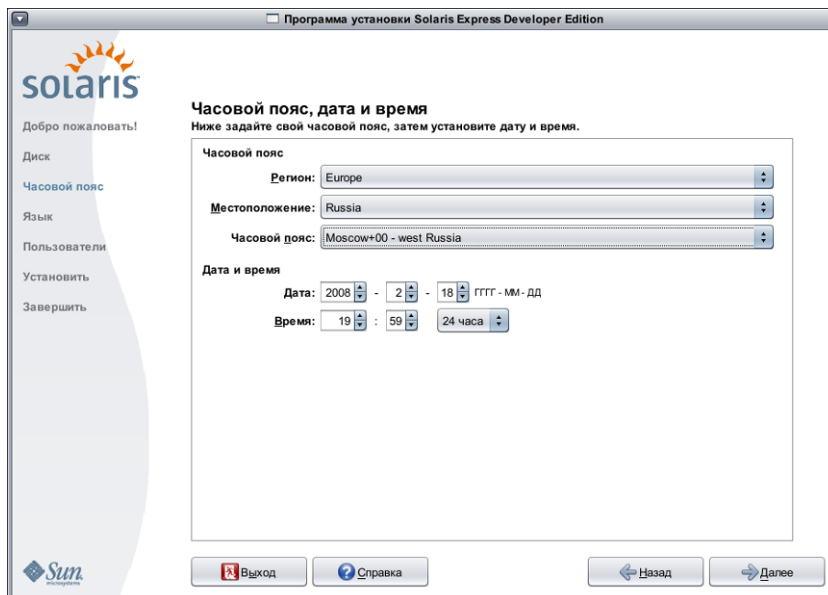 Программа установки Solaris Express Developer Edition
solaris
Добро пожаловать!
Диск
Часовой пояс
Язык
Пользователи
Установить
Завершить
Sun
microsystems
Часовой пояс, дата и время
Ниже задайте свой часовой пояс, затем установите дату и время.
Часовой пояс
Регион: Europe
Местоположение: Russia
Часовой пояс: Moscow+00 - west Russia
Дата и время
Дата: 2008 - 2 - 18 ГГГГ - ММ - ДД
Время: 19 : 59 24 часа
Выход Справка Назад Далее